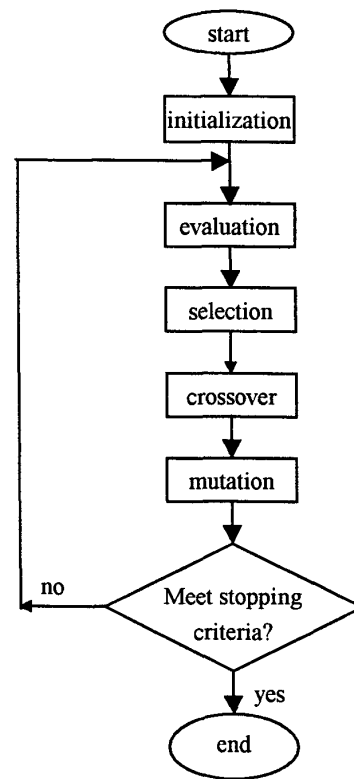 start
initialization
evaluation
selection
crossover
mutation
Meet stopping
criteria?
no
yes
end